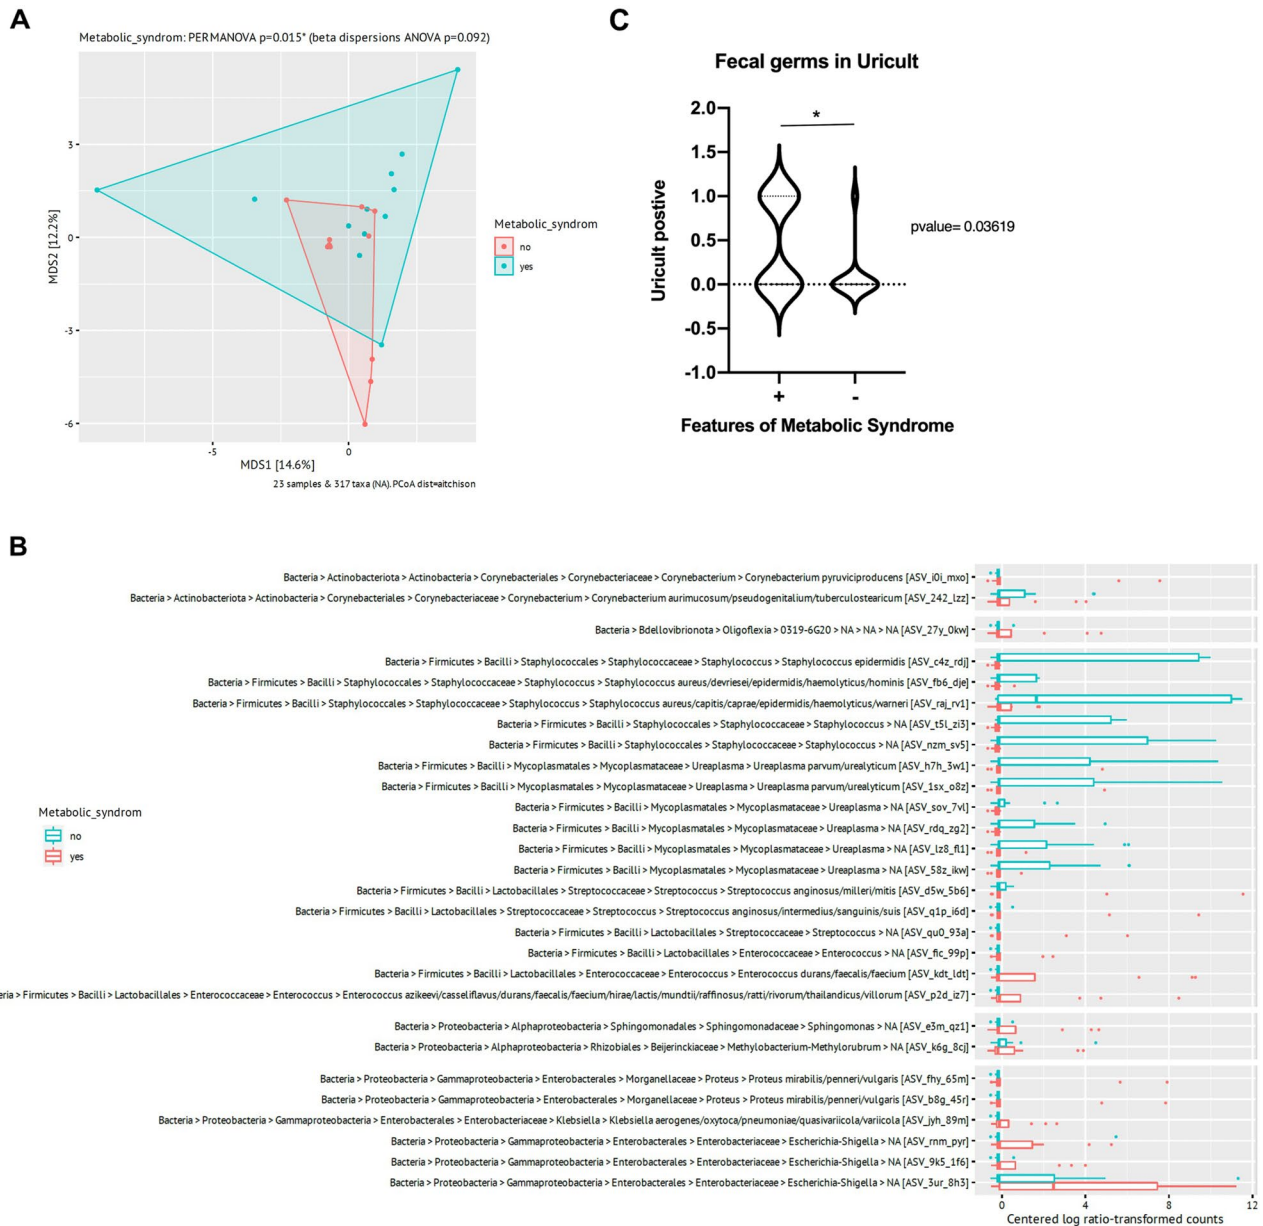 A
Metabolic_syndrom: PERMANOVA p=0.015* (beta dispersions ANOVA p=0.092)
3
0
-3
-6
MDS2 [12.2%]
-5
0
MDS1 [14.6%]
23 samples & 317 taxa (NA). PCoA dist=aitchison
Metabolic_syndrom
no
yes
C
Fecal germs in Uricult
2.0
1.5
1.0
0.5
0.0
-0.5
-1.0
Uricult postive
*
pvalue= 0.03619
+
-
Features of Metabolic Syndrome
B
Metabolic_syndrom
no
yes
Bacteria > Actinobacteriota > Actinobacteria > Corynebacteriales > Corynebacteriaceae > Corynebacterium > Corynebacterium pyruviciproducens [ASV_i0i_mxo]
Bacteria > Actinobacteriota > Actinobacteria > Corynebacteriales > Corynebacteriaceae > Corynebacterium > Corynebacterium aurimucosum/pseudogenitalium/tuberculostearicum [ASV_242_lzz]
Bacteria > Bdellovibrionota > Oligoflexia > 0319-6G20 > NA > NA > NA [ASV_27y_0kw]
Bacteria > Firmicutes > Bacilli > Staphylococcales > Staphylococcaceae > Staphylococcus > Staphylococcus epidermidis [ASV_c4z_rdj]
Bacteria > Firmicutes > Bacilli > Staphylococcales > Staphylococcaceae > Staphylococcus > Staphylococcus aureus/devriesei/epidermidis/haemolyticus/hominis [ASV_fb6_dje]
Bacteria > Firmicutes > Bacilli > Staphylococcales > Staphylococcaceae > Staphylococcus > Staphylococcus aureus/capitis/caprae/epidermidis/haemolyticus/warneri [ASV_raj_rv1]
Bacteria > Firmicutes > Bacilli > Staphylococcales > Staphylococcaceae > Staphylococcus > NA [ASV_t5l_zi3]
Bacteria > Firmicutes > Bacilli > Staphylococcales > Staphylococcaceae > Staphylococcus > NA [ASV_nzm_sv5]
Bacteria > Firmicutes > Bacilli > Mycoplasmatales > Mycoplasmataceae > Ureaplasma > Ureaplasma parvum/urealyticum [ASV_h7h_3w1]
Bacteria > Firmicutes > Bacilli > Mycoplasmatales > Mycoplasmataceae > Ureaplasma > Ureaplasma parvum/urealyticum [ASV_1sx_o8z]
Bacteria > Firmicutes > Bacilli > Mycoplasmatales > Mycoplasmataceae > Ureaplasma > NA [ASV_sov_7vl]
Bacteria > Firmicutes > Bacilli > Mycoplasmatales > Mycoplasmataceae > Ureaplasma > NA [ASV_rdq_zg2]
Bacteria > Firmicutes > Bacilli > Mycoplasmatales > Mycoplasmataceae > Ureaplasma > NA [ASV_lz8_fl1]
Bacteria > Firmicutes > Bacilli > Mycoplasmatales > Mycoplasmataceae > Ureaplasma > NA [ASV_58z_ikw]
Bacteria > Firmicutes > Bacilli > Lactobacillales > Streptococcaceae > Streptococcus > Streptococcus anginosus/milleri/mitis [ASV_d5w_5b6]
Bacteria > Firmicutes > Bacilli > Lactobacillales > Streptococcaceae > Streptococcus > Streptococcus anginosus/intermedius/sanguinis/suis [ASV_q1p_i6d]
Bacteria > Firmicutes > Bacilli > Lactobacillales > Streptococcaceae > Streptococcus > NA [ASV_qu0_93a]
Bacteria > Firmicutes > Bacilli > Lactobacillales > Enterococcaceae > Enterococcus > NA [ASV_fic_99p]
Bacteria > Firmicutes > Bacilli > Lactobacillales > Enterococcaceae > Enterococcus > Enterococcus durans/faecalis/faecium [ASV_kdt_ldt]
eria > Firmicutes > Bacilli > Lactobacillales > Enterococcaceae > Enterococcus > Enterococcus azikeevi/casseliflavus/durans/faecalis/faecium/hirae/lactis/mundtii/raffinosus/ratti/rivorum/thailandicus/villorum [ASV_p2d_iz7]
Bacteria > Proteobacteria > Alphaproteobacteria > Sphingomonadales > Sphingomonadaceae > Sphingomonas > NA [ASV_e3m_qz1]
Bacteria > Proteobacteria > Alphaproteobacteria > Rhizobiales > Beijerinckiaceae > Methylobacterium-Methylorubrum > NA [ASV_k6g_8cj]
Bacteria > Proteobacteria > Gammaproteobacteria > Enterobacterales > Morganellaceae > Proteus > Proteus mirabilis/penneri/vulgaris [ASV_fhy_65m]
Bacteria > Proteobacteria > Gammaproteobacteria > Enterobacterales > Morganellaceae > Proteus > Proteus mirabilis/penneri/vulgaris [ASV_b8g_45r]
Bacteria > Proteobacteria > Gammaproteobacteria > Enterobacterales > Enterobacteriaceae > Klebsiella > Klebsiella aerogenes/oxytoca/pneumoniae/quasivariicola/variicola [ASV_jyh_89m]
Bacteria > Proteobacteria > Gammaproteobacteria > Enterobacterales > Enterobacteriaceae > Escherichia-Shigella > NA [ASV_rnm_pyr]
Bacteria > Proteobacteria > Gammaproteobacteria > Enterobacterales > Enterobacteriaceae > Escherichia-Shigella > NA [ASV_9k5_1f6]
Bacteria > Proteobacteria > Gammaproteobacteria > Enterobacterales > Enterobacteriaceae > Escherichia-Shigella > NA [ASV_3ur_8h3]
0
4
8
12
Centered log ratio-transformed counts